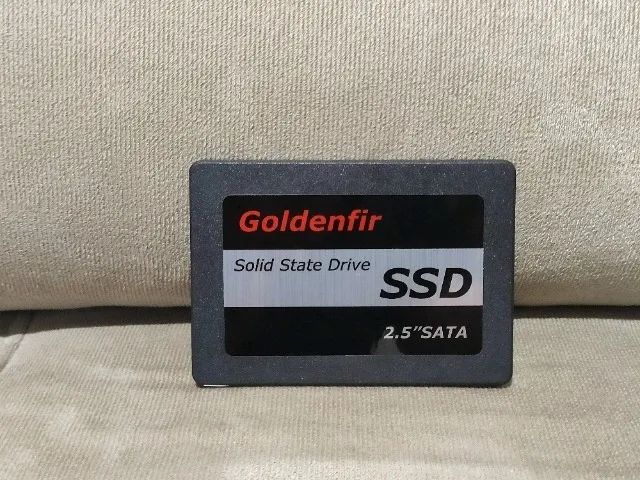 Goldenfir
Solid State Drive
SSD
2.5"SATA